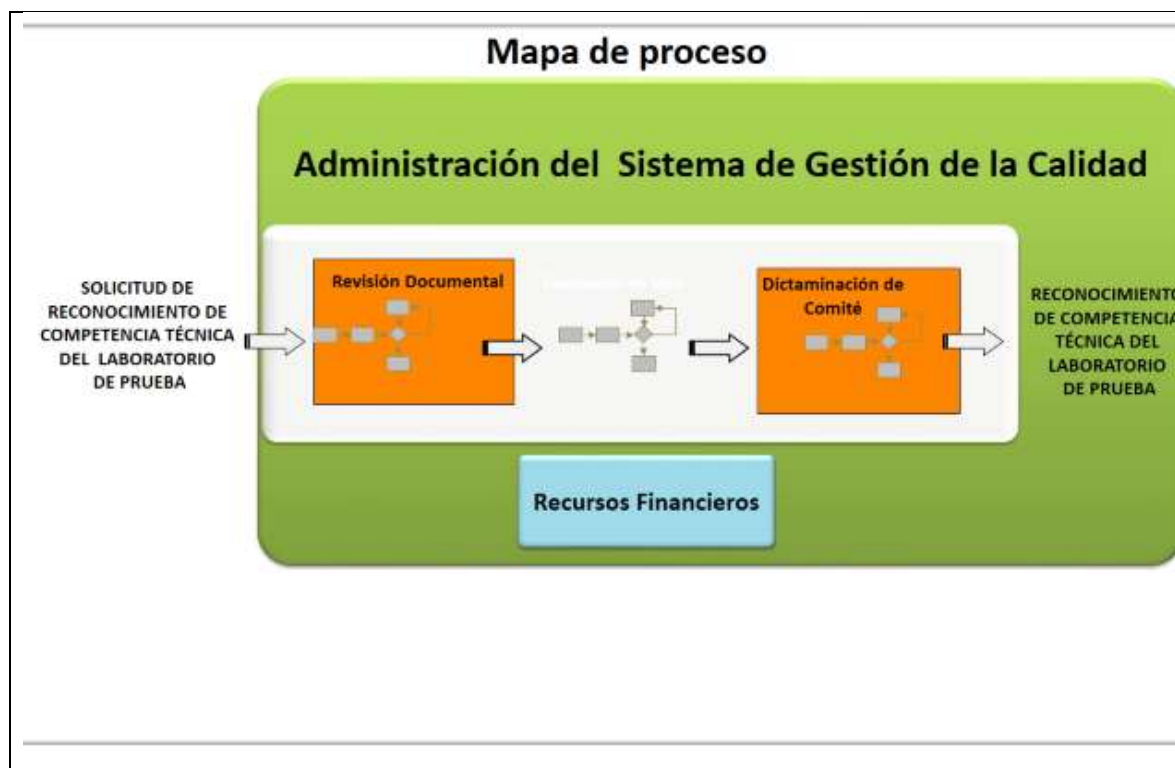 Mapa de proceso
Administración del Sistema de Gestión de la Calidad
SOLICITUD DE
RECONOCIMIENTO DE
COMPETENCIA TÉCNICA
DEL LABORATORIO
DE PRUEBA
Revisión Documental
Dictaminación de
Comité
RECONOCIMIENTO
DE COMPETENCIA
TÉCNICA DEL
LABORATORIO
DE PRUEBA
Recursos Financieros